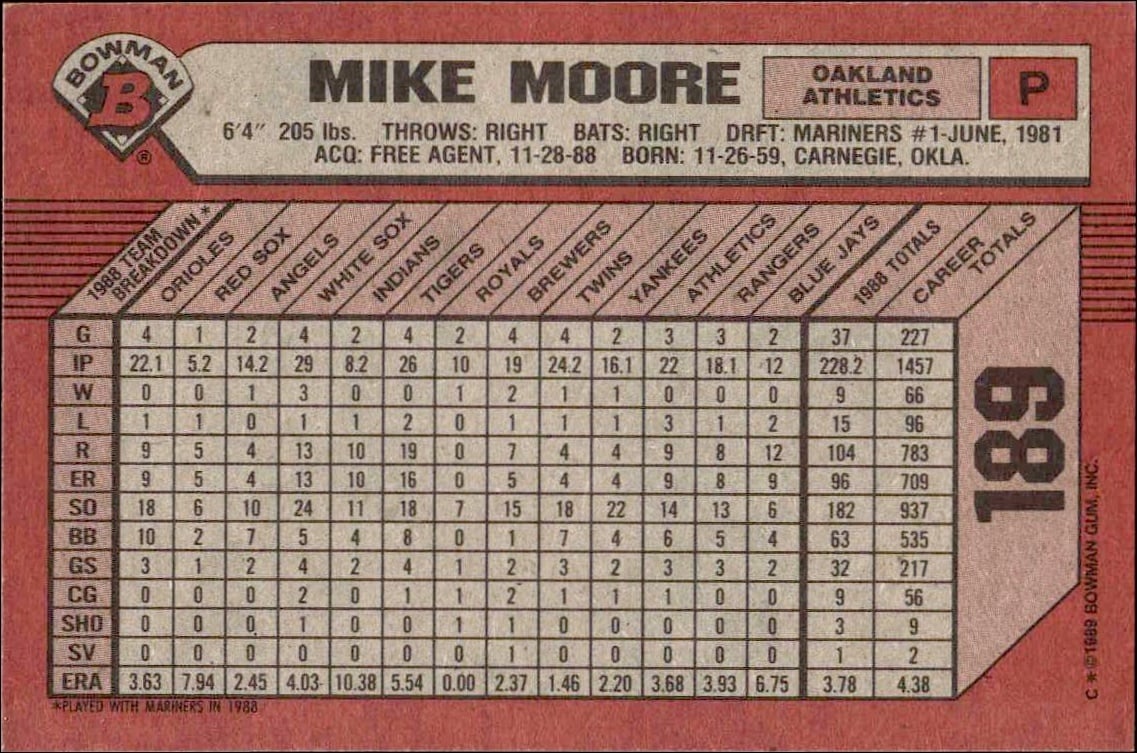 BOWMAN
B
®
MIKE MOORE
OAKLAND
ATHLETICS
P
6'4" 205 lbs. THROWS: RIGHT BATS: RIGHT DRFT: MARINERS #1-JUNE, 1981
ACQ: FREE AGENT, 11-28-88 BORN: 11-26-59, CARNEGIE, OKLA.
1988 TEAM BREAKDOWN * ORIOLES RED SOX ANGELS WHITE SOX INDIANS TIGERS ROYALS BREWERS TWINS YANKEES ATHLETICS RANGERS BLUE JAYS 1988 TOTALS CAREER TOTALS
G 4 1 2 4 2 4 2 4 4 2 3 3 2 37 227
IP 22.1 5.2 14.2 29 8.2 26 10 19 24.2 16.1 22 18.1 12 228.2 1457
W 0 0 1 3 0 0 1 2 1 1 0 0 0 9 66
L 1 1 0 1 1 2 0 1 1 1 3 1 2 15 96
R 9 5 4 13 10 19 0 7 4 4 9 8 12 104 783
ER 9 5 4 13 10 16 0 5 4 4 9 8 9 96 709
SO 18 6 10 24 11 18 7 15 18 22 14 13 6 182 937
BB 10 2 7 5 4 8 0 1 7 4 6 5 4 63 535
GS 3 1 2 4 2 4 1 2 3 2 3 3 2 32 217
CG 0 0 0 2 0 1 1 2 1 1 1 0 0 9 56
SHO 0 0 0 1 0 0 1 1 0 0 0 0 0 3 9
SV 0 0 0 0 0 0 0 1 0 0 0 0 0 1 2
ERA 3.63 7.94 2.45 4.03 10.38 5.54 0.00 2.37 1.46 2.20 3.68 3.93 6.75 3.78 4.38
*PLAYED WITH MARINERS IN 1988
189
C * © 1989 BOWMAN GUM, INC.